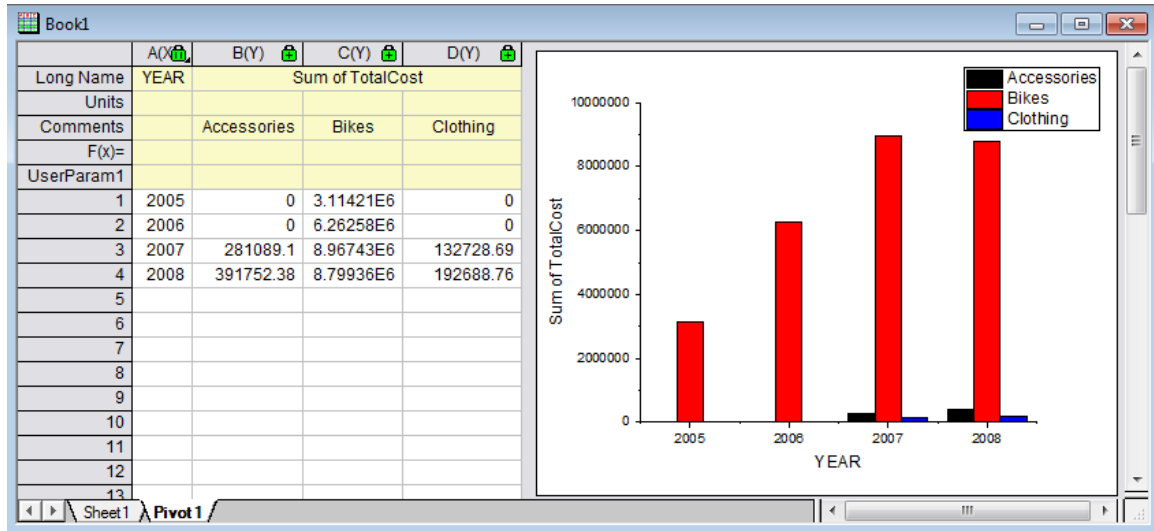 Book1
A(X) B(Y) C(Y) D(Y)
Long Name YEAR Sum of TotalCost
Units
Comments Accessories Bikes Clothing
F(x)=
UserParam1
1 2005 0 3.11421E6 0
2 2006 0 6.26258E6 0
3 2007 281089.1 8.96743E6 132728.69
4 2008 391752.38 8.79936E6 192688.76
5
6
7
8
9
10
11
12
13
Sheet1 Pivot1
Accessories
Bikes
Clothing
10000000
8000000
6000000
4000000
2000000
0
Sum of TotalCost
2005 2006 2007 2008
YEAR